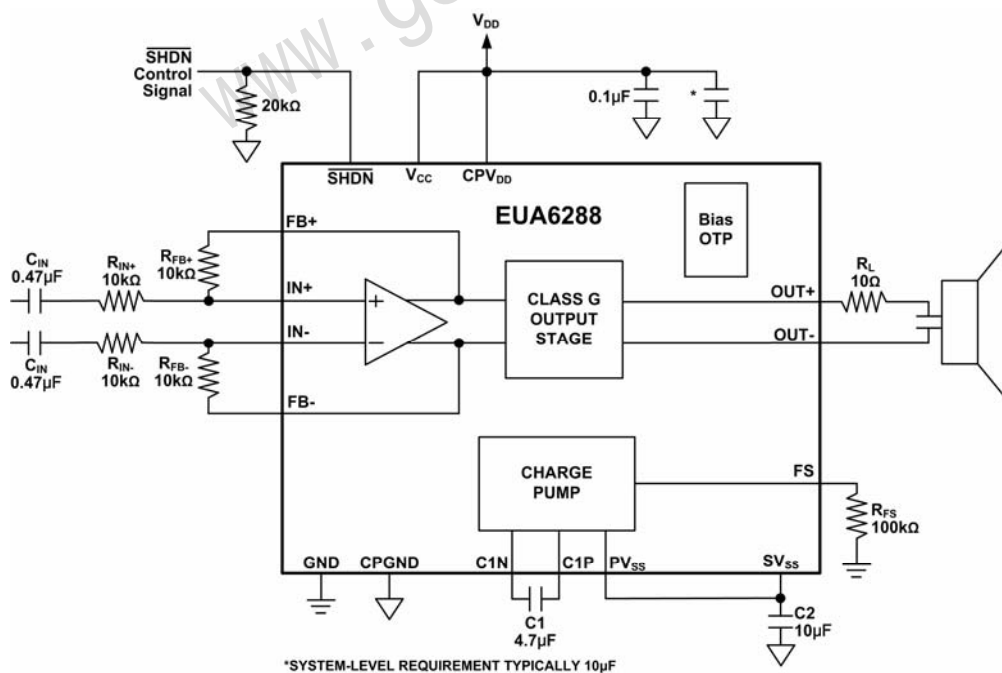 www.g
V_DD
SHDN
Control
Signal
20kΩ
0.1µF
*
SHDN
V_CC
CPV_DD
EUA6288
Bias
OTP
FB+
C_IN
0.47µF
R_IN+
10kΩ
R_FB+
10kΩ
IN+
+
CLASS G
OUTPUT
STAGE
OUT+
R_L
10Ω
IN-
−
OUT-
C_IN
0.47µF
R_IN-
10kΩ
R_FB-
10kΩ
FB-
CHARGE
PUMP
FS
R_FS
100kΩ
GND
CPGND
C1N
C1P
PV_SS
SV_SS
C1
4.7µF
C2
10µF
*SYSTEM-LEVEL REQUIREMENT TYPICALLY 10µF